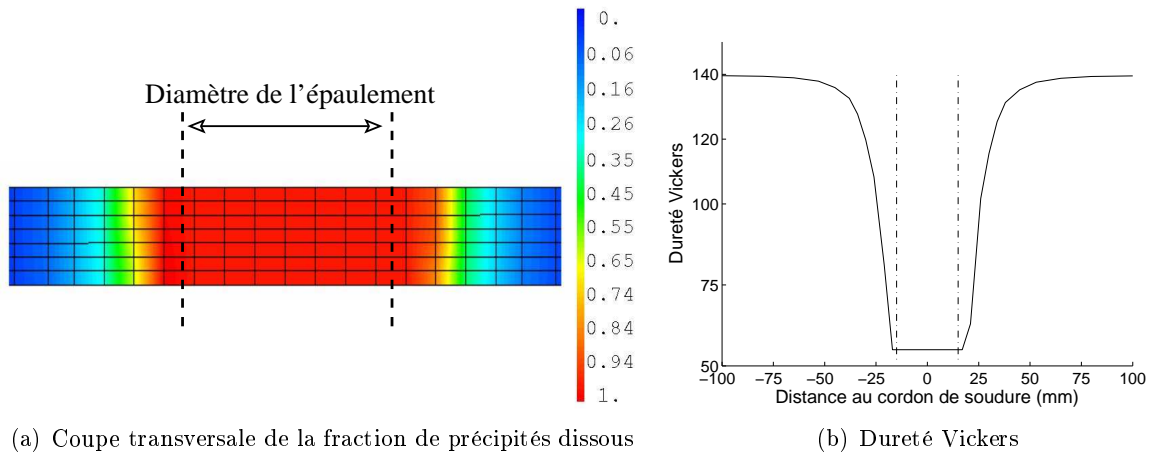 Diamètre de l'épaulement
0.
0.06
0.16
0.26
0.35
0.45
0.55
0.65
0.74
0.84
0.94
1.
Dureté Vickers
140
120
100
75
50
−100 −75 −50 −25 0 25 50 75 100
Distance au cordon de soudure (mm)
(a) Coupe transversale de la fraction de précipités dissous
(b) Dureté Vickers